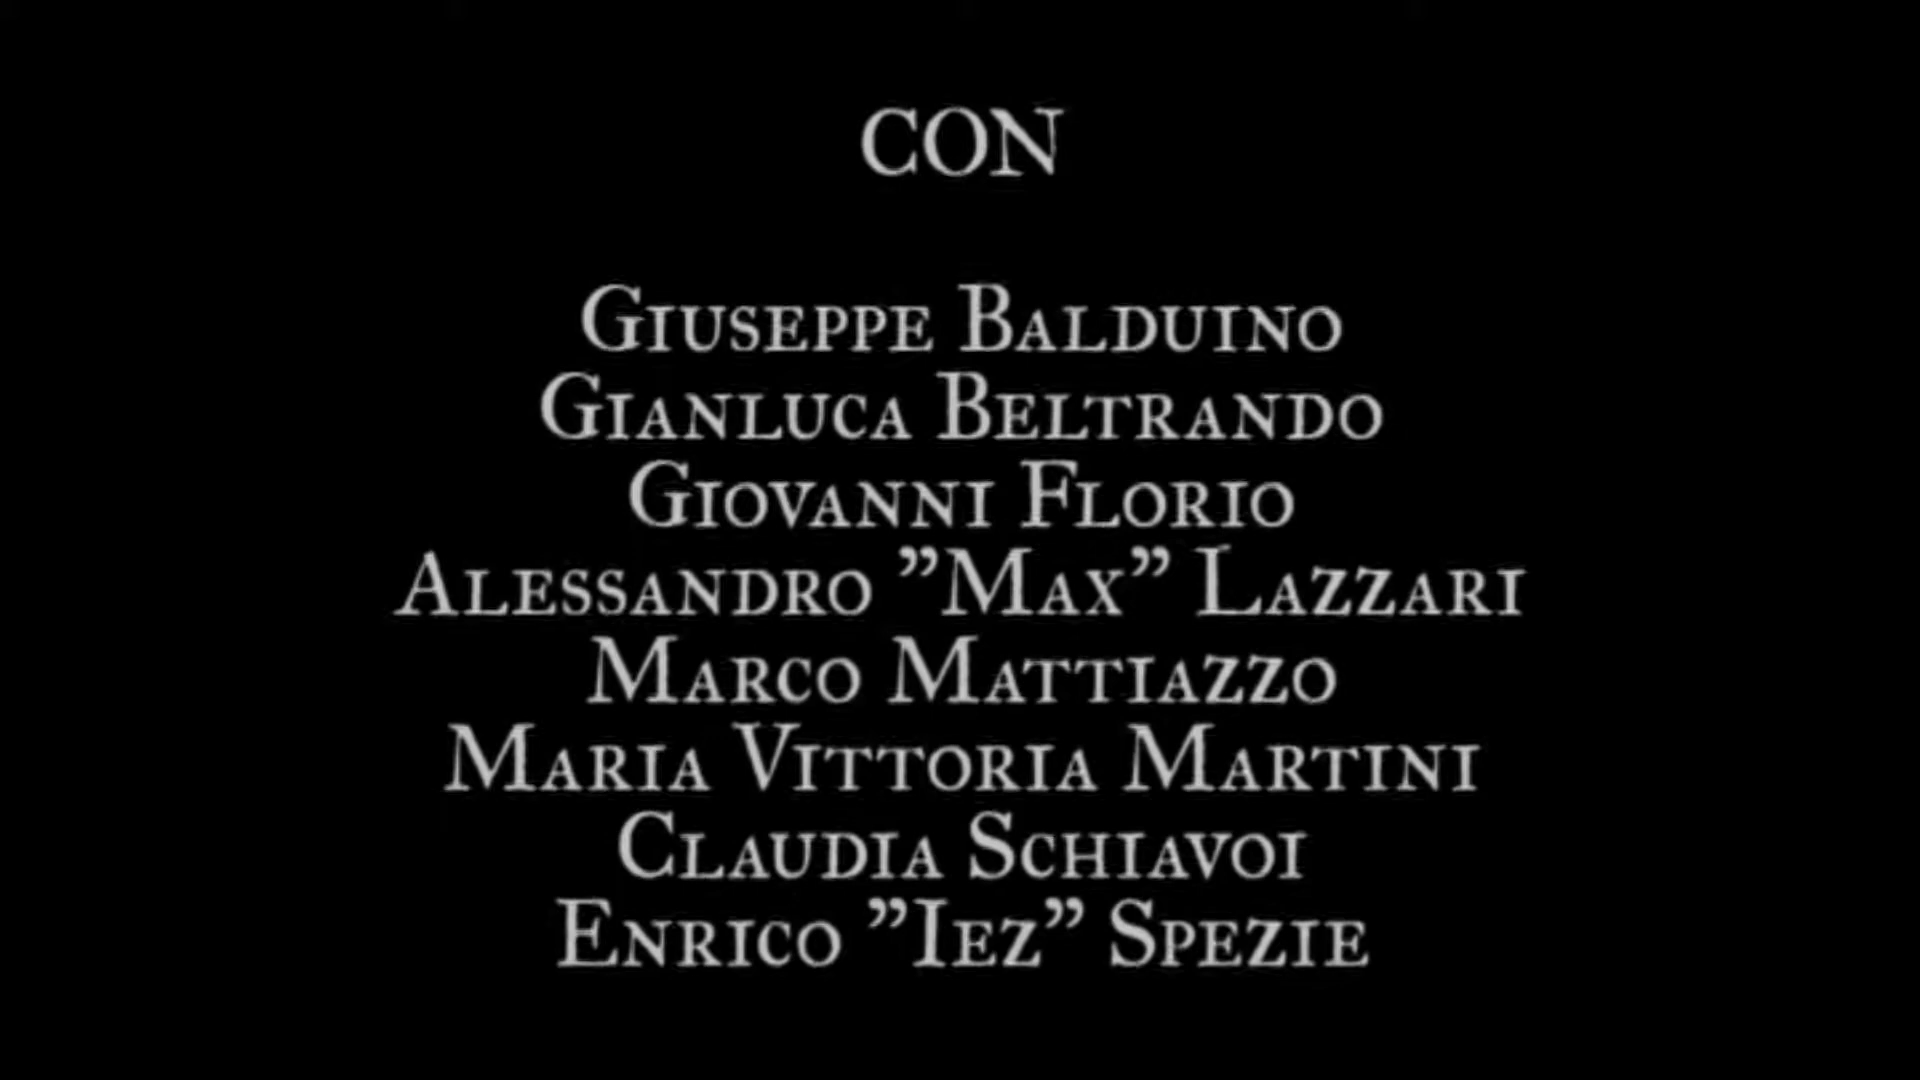 CON
Giuseppe Balduino
Gianluca Beltrando
Giovanni Florio
Alessandro ”Max” Lazzari
Marco Mattiazzo
Maria Vittoria Martini
Claudia Schiavoi
Enrico ”Iez” Spezie